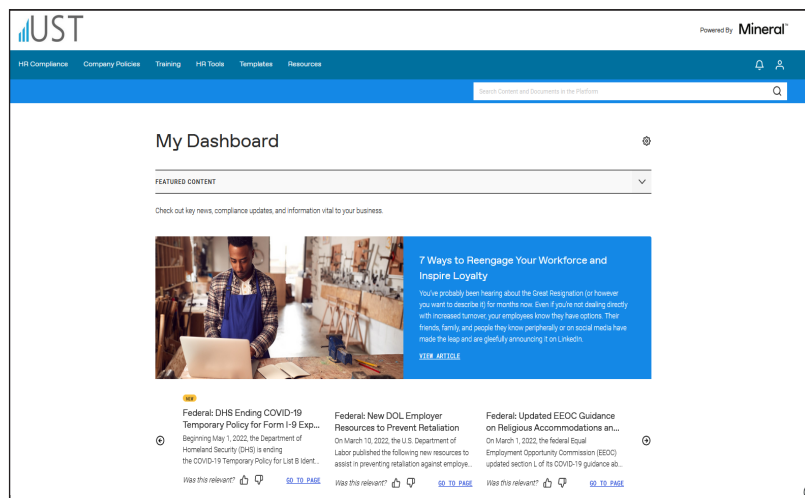 UST
Powered By Mineral™
HR Compliance Company Policies Training HR Tools Templates Resources
Search Content and Documents in the Platform
My Dashboard
FEATURED CONTENT
Check out key news, compliance updates, and information vital to your business.
7 Ways to Reengage Your Workforce and
Inspire Loyalty
You've probably been hearing about the Great Resignation (or however
you want to describe it) for months now. Even if you're not dealing directly
with increased turnover, your employees know they have options. Their
friends, family, and people they know peripherally or on social media have
made the leap and are gleefully announcing it on LinkedIn.
VIEW ARTICLE
NEW
Federal: DHS Ending COVID-19
Temporary Policy for Form I-9 Exp...
Beginning May 1, 2022, the Department of
Homeland Security (DHS) is ending
the COVID-19 Temporary Policy for List B Ident...
Was this relevant? GO TO PAGE
Federal: New DOL Employer
Resources to Prevent Retaliation
On March 10, 2022, the U.S. Department of
Labor published the following new resources to
assist in preventing retaliation against employe...
Was this relevant? GO TO PAGE
Federal: Updated EEOC Guidance
on Religious Accommodations an...
On March 1, 2022, the federal Equal
Employment Opportunity Commission (EEOC)
updated section L of its COVID-19 guidance ab...
Was this relevant? GO TO PAGE